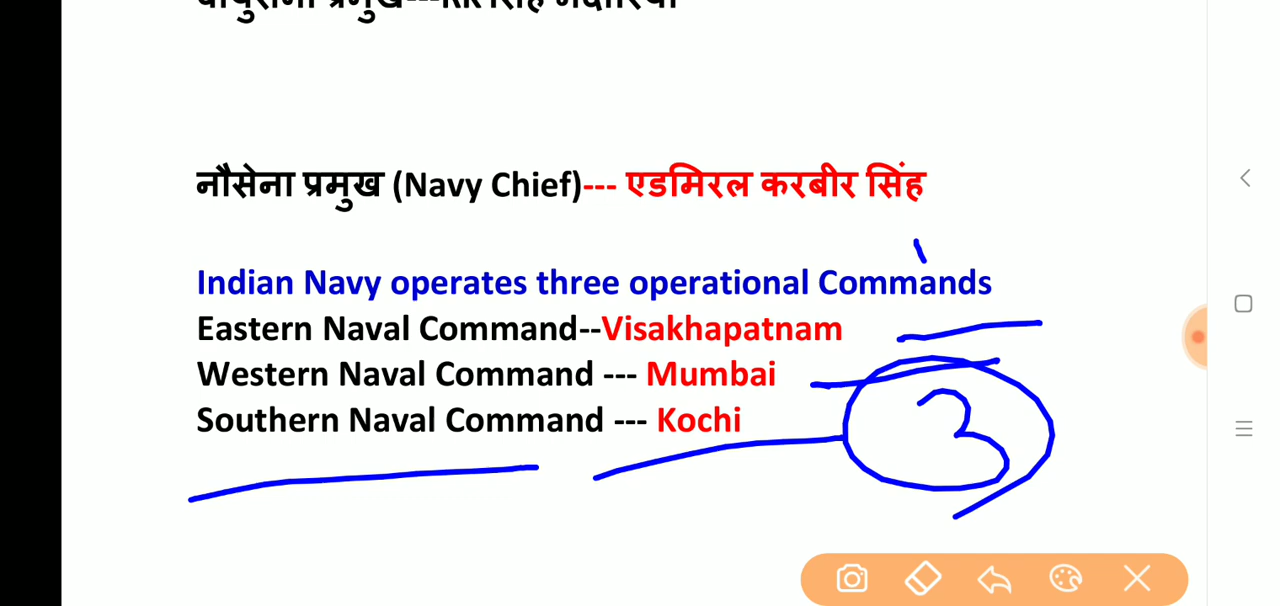 नौसेना प्रमुख (Navy Chief)--- एडमिरल करबीर सिंह
Indian Navy operates three operational Commands
Eastern Naval Command--Visakhapatnam
Western Naval Command --- Mumbai
Southern Naval Command --- Kochi
3